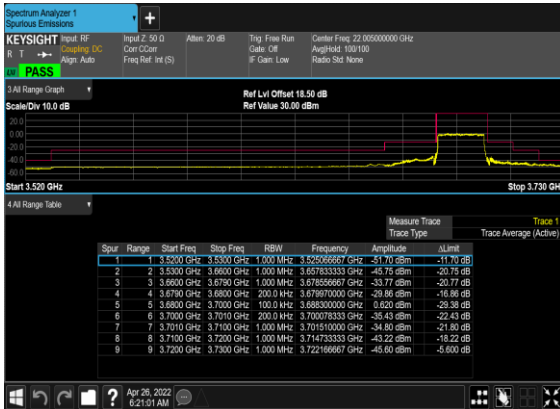 Spectrum Analyzer 1
Spurious Emissions
KEYSIGHT Input: RF Input Z: 50 Ω Atten: 20 dB Trig: Free Run Center Freq: 22.005000000 GHz
R T Coupling: DC Corr CCorr Gate: Off Avg|Hold: 100/100
Align: Auto Freq Ref: Int (S) IF Gain: Low Radio Std: None
PASS
3 All Range Graph
Ref Lvl Offset 18.50 dB
Scale/Div 10.0 dB Ref Value 30.00 dBm
20.0
0.00
-20.0
-40.0
-60.0
Start 3.520 GHz Stop 3.730 GH
4 All Range Table
Measure Trace Trace 1
Trace Type Trace Average (Active)
Spur Range Start Freq Stop Freq RBW Frequency Amplitude ΔLimit
1 1 3.5200 GHz 3.5300 GHz 1.000 MHz 3.525066667 GHz -51.70 dBm -11.70 dB
2 2 3.5300 GHz 3.6600 GHz 1.000 MHz 3.657833333 GHz -45.75 dBm -20.75 dB
3 3 3.6600 GHz 3.6790 GHz 1.000 MHz 3.678556667 GHz -33.77 dBm -20.77 dB
4 4 3.6790 GHz 3.6800 GHz 200.0 kHz 3.679970000 GHz -29.86 dBm -16.86 dB
5 5 3.6800 GHz 3.7000 GHz 100.0 kHz 3.688300000 GHz 0.620 dBm -29.38 dB
6 6 3.7000 GHz 3.7010 GHz 200.0 kHz 3.700078333 GHz -35.43 dBm -22.43 dB
7 7 3.7010 GHz 3.7100 GHz 1.000 MHz 3.701510000 GHz -34.80 dBm -21.80 dB
8 8 3.7100 GHz 3.7200 GHz 1.000 MHz 3.714733333 GHz -43.22 dBm -18.22 dB
9 9 3.7200 GHz 3.7300 GHz 1.000 MHz 3.722166667 GHz -45.60 dBm -5.600 dB
? Apr 26, 2022
6:21:01 AM